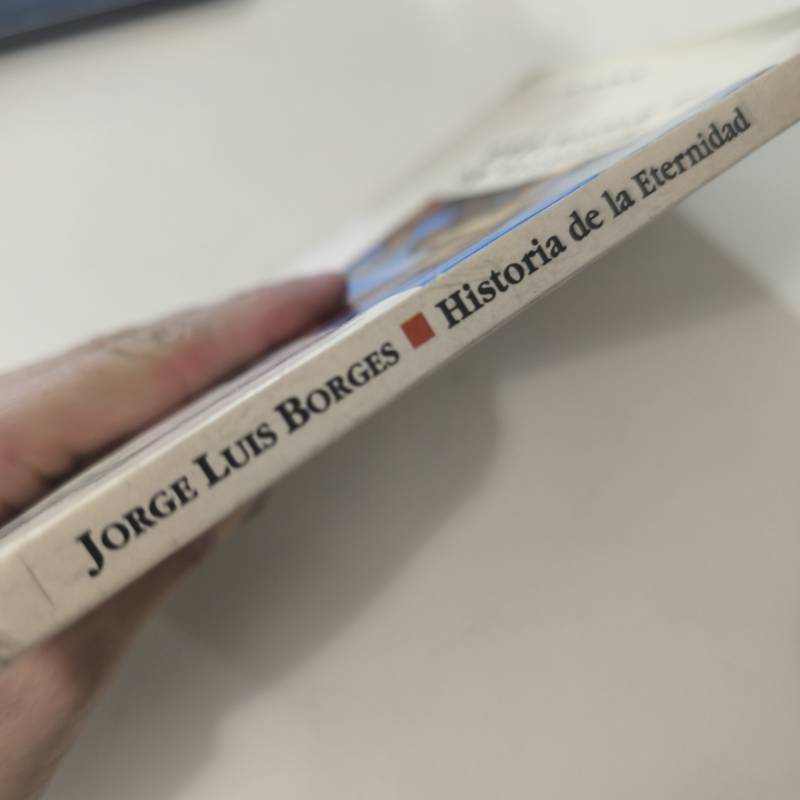 JORGE LUIS BORGES ■ Historia de la Eternidad